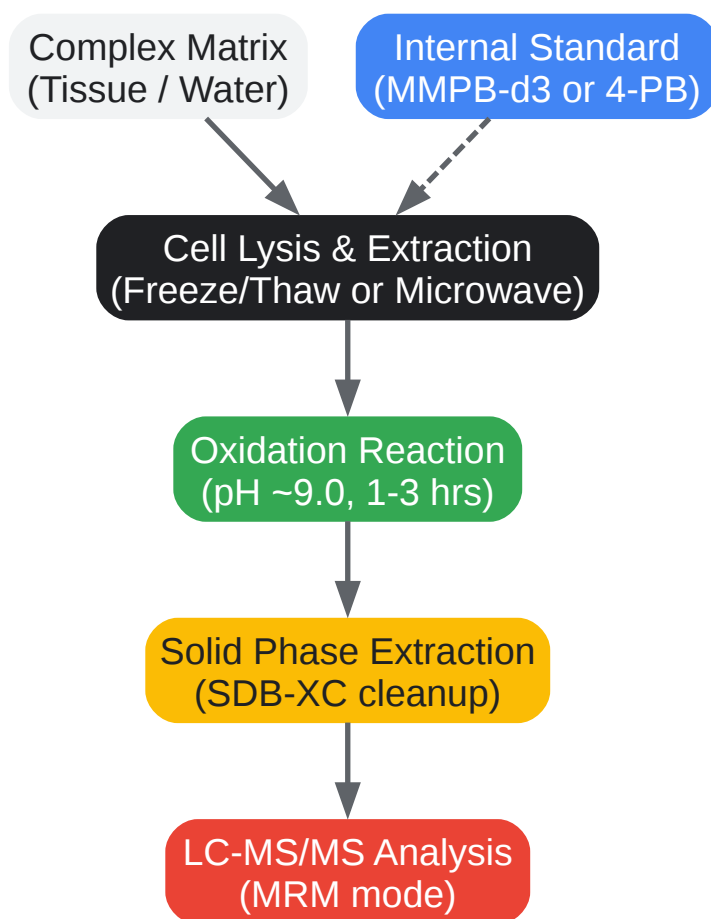 Complex Matrix
(Tissue / Water)
Internal Standard
(MMPB-d3 or 4-PB)
Cell Lysis & Extraction
(Freeze/Thaw or Microwave)
Oxidation Reaction
(pH ~9.0, 1-3 hrs)
Solid Phase Extraction
(SDB-XC cleanup)
LC-MS/MS Analysis
(MRM mode)